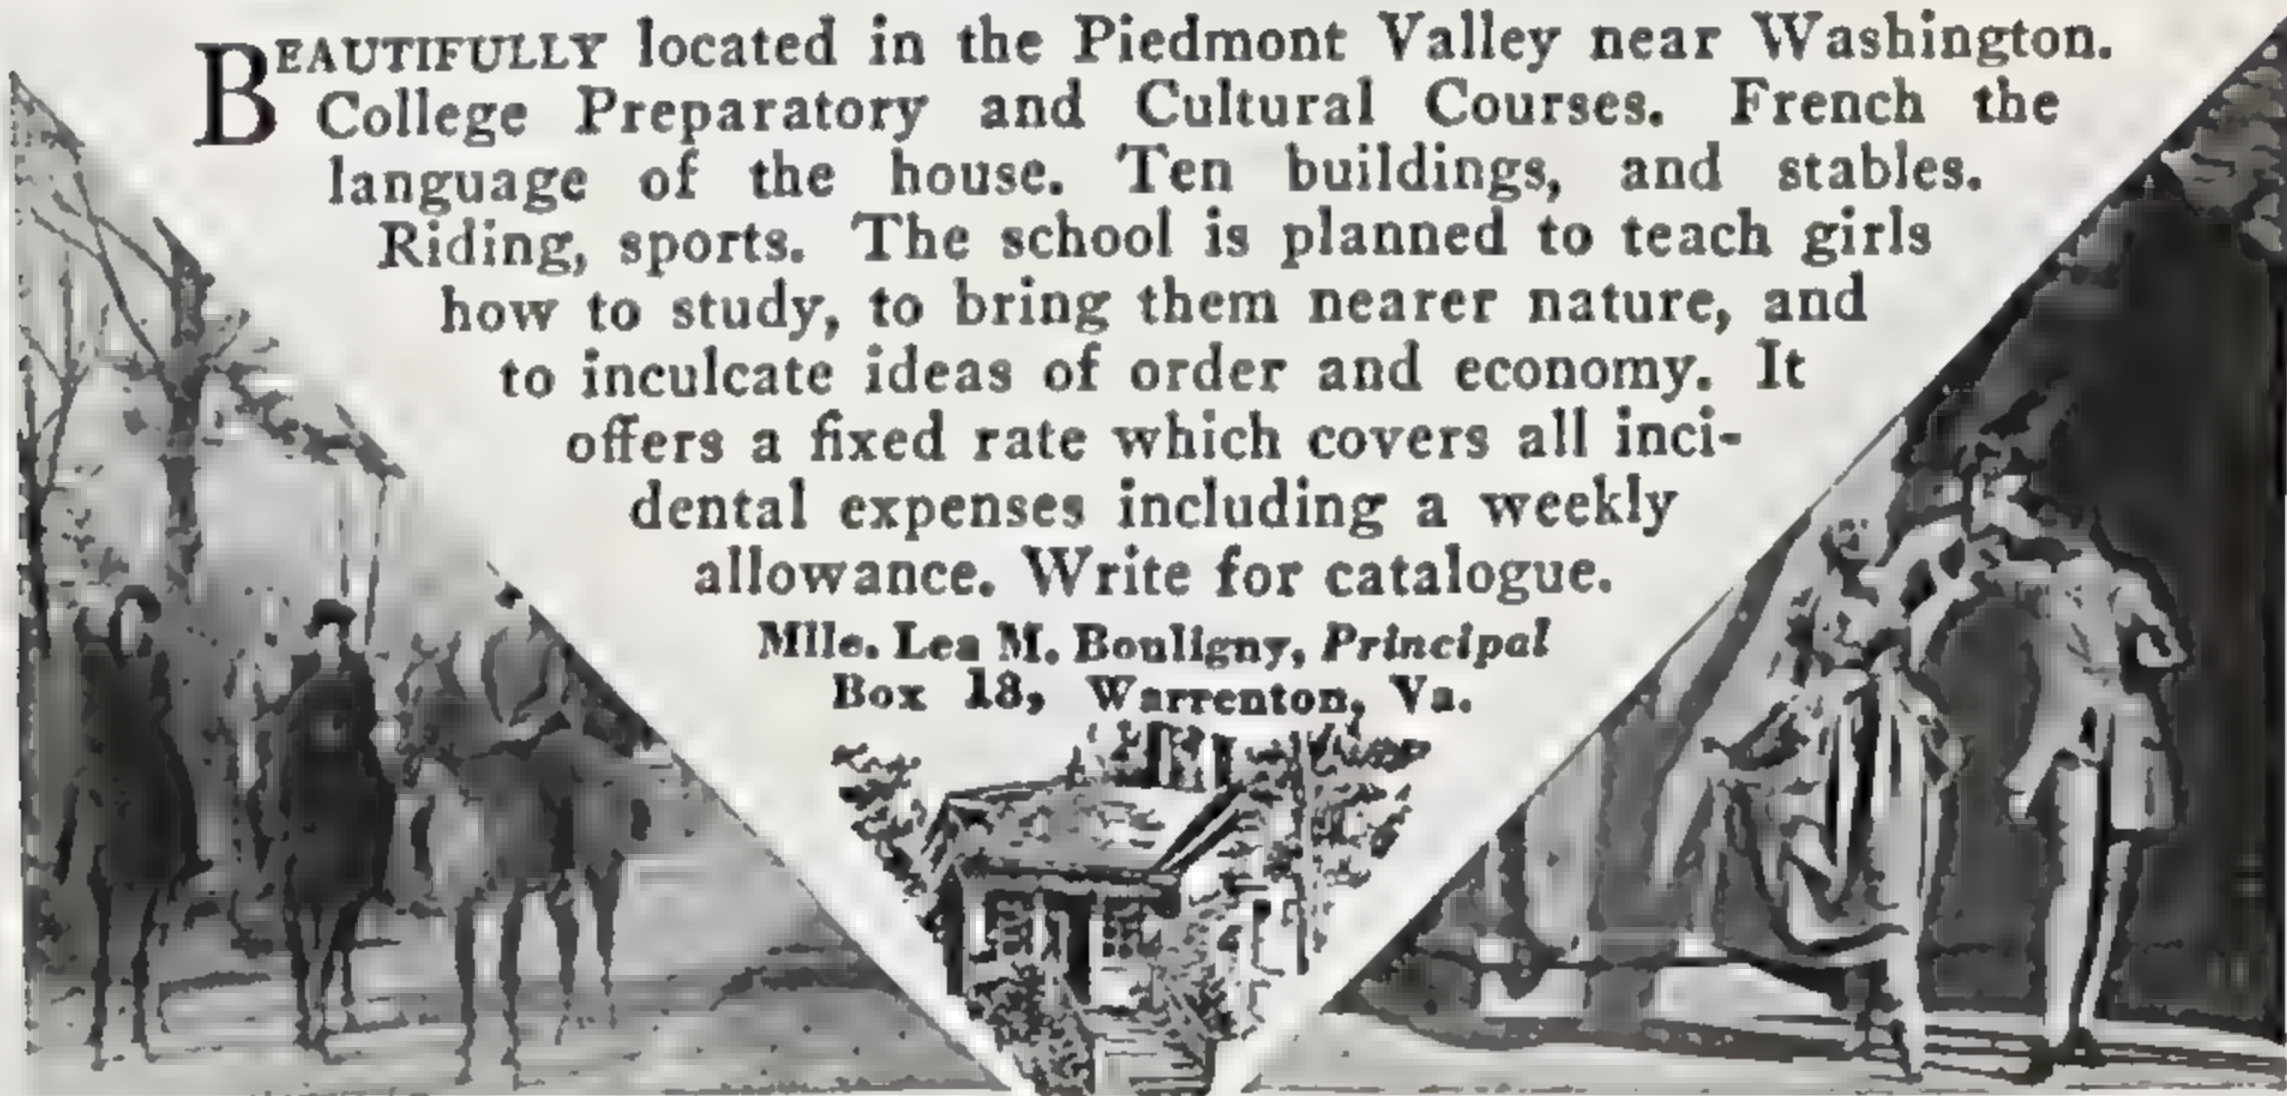 BEAUTIFULLY located in the Piedmont Valley near Washington.
College Preparatory and Cultural Courses. French the
language of the house. Ten buildings, and stables.
Riding, sports. The school is planned to teach girls
how to study, to bring them nearer nature, and
to inculcate ideas of order and economy. It
offers a fixed rate which covers all inci-
dental expenses including a weekly
allowance. Write for catalogue.
Mlle. Lea M. Bouligny, Principal
Box 18, Warrenton, Va.